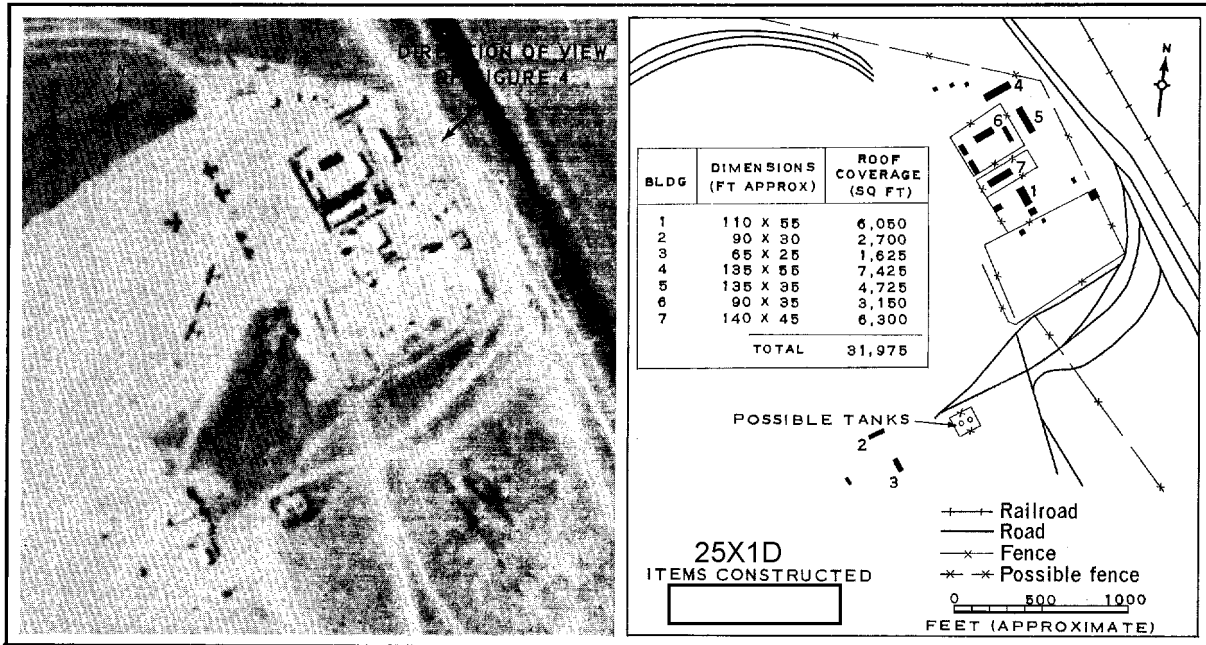 DIRECTION OF VIEW
OF FIGURE 4
N
4
5
6
7
1
BLDG DIMENSIONS (FT APPROX) ROOF COVERAGE (SQ FT)
1 110 X 55 6,050
2 90 X 30 2,700
3 65 X 25 1,625
4 135 X 55 7,425
5 135 X 35 4,725
6 90 X 35 3,150
7 140 X 45 6,300
TOTAL 31,975
POSSIBLE TANKS
2
3
Railroad
Road
Fence
Possible fence
25X1D
ITEMS CONSTRUCTED
0 500 1000
FEET (APPROXIMATE)